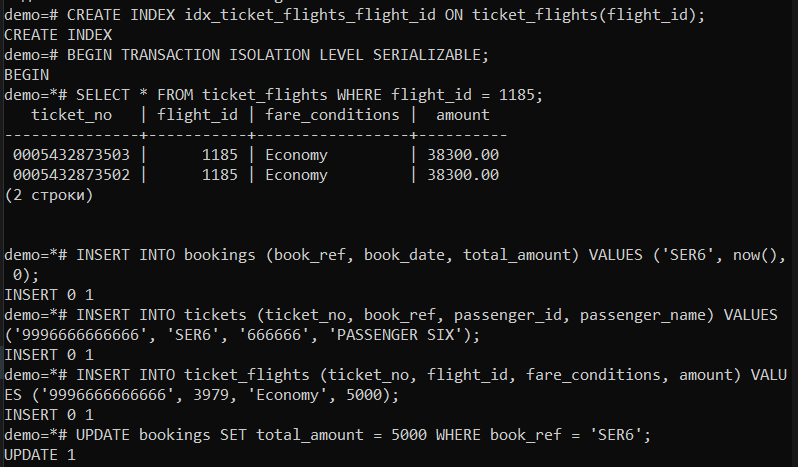 demo=# CREATE INDEX idx_ticket_flights_flight_id ON ticket_flights(flight_id);
CREATE INDEX
demo=# BEGIN TRANSACTION ISOLATION LEVEL SERIALIZABLE;
BEGIN
demo=*# SELECT * FROM ticket_flights WHERE flight_id = 1185;
   ticket_no   | flight_id | fare_conditions |  amount
---------------+-----------+-----------------+----------
 0005432873503 |      1185 | Economy         | 38300.00
 0005432873502 |      1185 | Economy         | 38300.00
(2 строки)
demo=*# INSERT INTO bookings (book_ref, book_date, total_amount) VALUES ('SER6', now(),
 0);
INSERT 0 1
demo=*# INSERT INTO tickets (ticket_no, book_ref, passenger_id, passenger_name) VALUES
('9996666666666', 'SER6', '666666', 'PASSENGER SIX');
INSERT 0 1
demo=*# INSERT INTO ticket_flights (ticket_no, flight_id, fare_conditions, amount) VALU
ES ('9996666666666', 3979, 'Economy', 5000);
INSERT 0 1
demo=*# UPDATE bookings SET total_amount = 5000 WHERE book_ref = 'SER6';
UPDATE 1